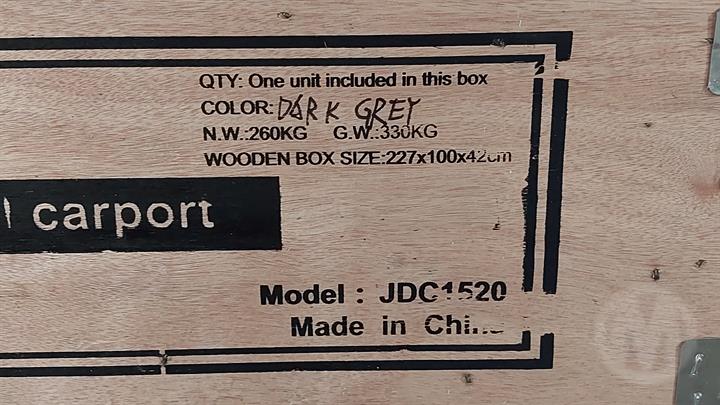 QTY: One unit included in this box
COLOR: DARK GREY
N.W.:260KG G.W.:330KG
WOODEN BOX SIZE:227x100x42cm
carport
Model : JDC1520
Made in China